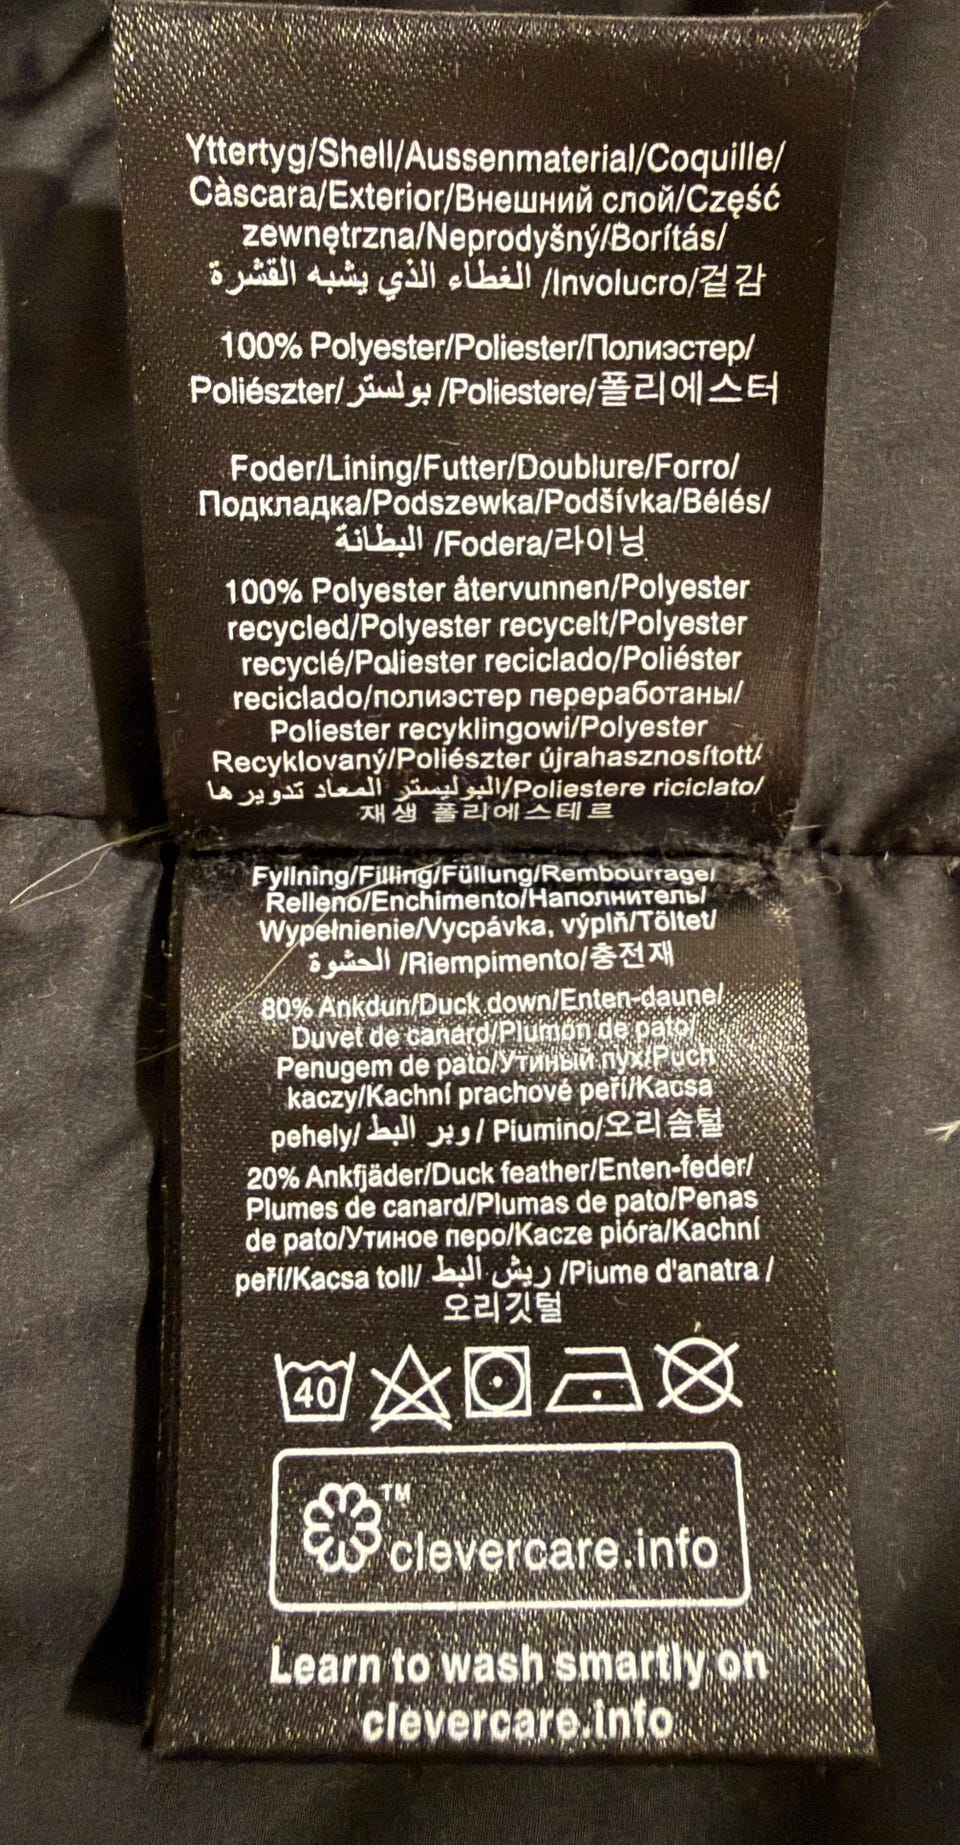 Yttertyg/Shell/Aussenmaterial/Coquille/
Càscara/Exterior/Внешний слой/Część
zewnętrzna/Neprodyšný/Borítás/
الغطاء الذي يشبه القشرة /Involucro/겉감
100% Polyester/Poliester/Полиэстер/
Poliészter/بولستر/Poliestere/폴리에스터
Foder/Lining/Futter/Doublure/Forro/
Подкладка/Podszewka/Podšívka/Bélés/
البطانة /Fodera/라이닝
100% Polyester återvunnen/Polyester
recycled/Polyester recycelt/Polyester
recyclé/Poliester reciclado/Poliéster
reciclado/полиэстер переработаны/
Poliester recyklingowi/Polyester
Recyklovaný/Poliészter újrahasznosított/
البوليستر المعاد تدويرها/Poliestere riciclato/
재생 폴리에스테르
Fyllning/Filling/Füllung/Rembourrage/
Relleno/Enchimento/Наполнитель/
Wypełnienie/Vycpávka, výplň/Töltet/
الحشوة /Riempimento/충전재
80% Ankdun/Duck down/Enten-daune/
Duvet de canard/Plumón de pato/
Penugem de pato/Утиный пух/Puch
kaczy/Kachní prachové peří/Kacsa
pehely/وبر البط/ Piumino/오리솜털
20% Ankfjäder/Duck feather/Enten-feder/
Plumes de canard/Plumas de pato/Penas
de pato/Утиное перо/Kacze pióra/Kachní
peří/Kacsa toll/ ريش البط /Piume d'anatra /
오리깃털
40
™
clevercare.info
Learn to wash smartly on
clevercare.info